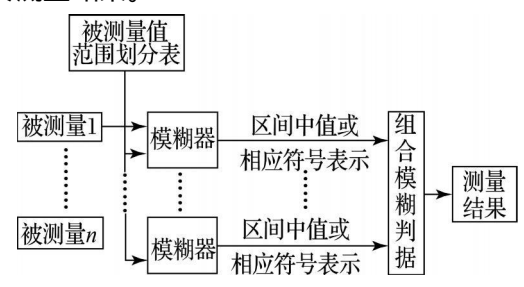 被测量值
范围划分表
被测量1
模糊器
区间中值或
相应符号表示
被测量n
模糊器
区间中值或
相应符号表示
组合模糊判据
测量
结果